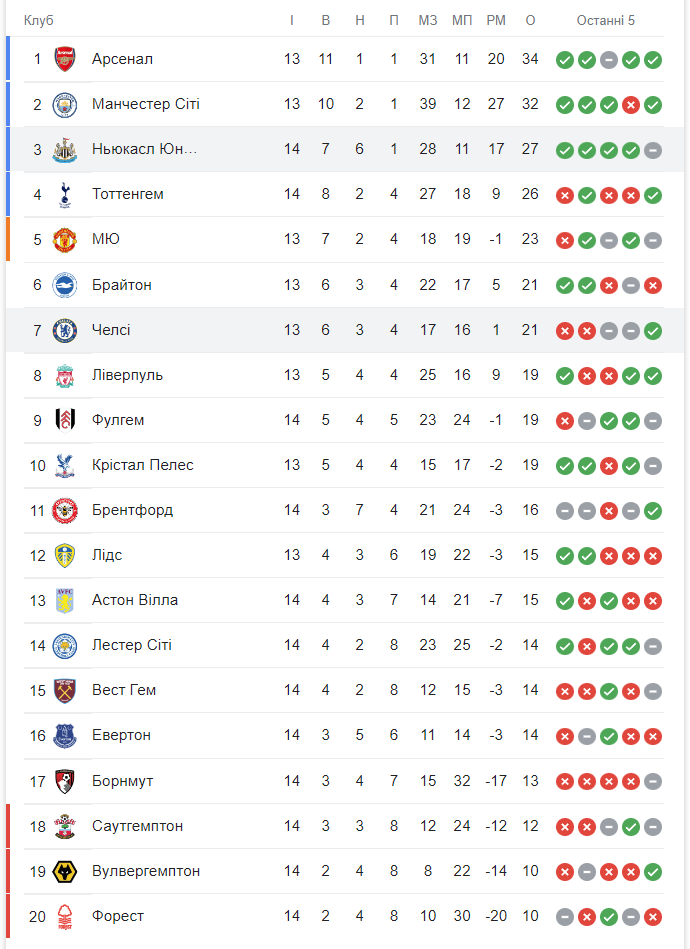 Клуб І В Н П МЗ МП РМ О Останні 5
1 Арсенал 13 11 1 1 31 11 20 34
2 Манчестер Сіті 13 10 2 1 39 12 27 32
3 Ньюкасл Юн... 14 7 6 1 28 11 17 27
4 Тоттенгем 14 8 2 4 27 18 9 26
5 МЮ 13 7 2 4 18 19 -1 23
6 Брайтон 13 6 3 4 22 17 5 21
7 Челсі 13 6 3 4 17 16 1 21
8 Ліверпуль 13 5 4 4 25 16 9 19
9 Фулгем 14 5 4 5 23 24 -1 19
10 Крістал Пелес 13 5 4 4 15 17 -2 19
11 Брентфорд 14 3 7 4 21 24 -3 16
12 Лідс 13 4 3 6 19 22 -3 15
13 Астон Вілла 14 4 3 7 14 21 -7 15
14 Лестер Сіті 14 4 2 8 23 25 -2 14
15 Вест Гем 14 4 2 8 12 15 -3 14
16 Евертон 14 3 5 6 11 14 -3 14
17 Борнмут 14 3 4 7 15 32 -17 13
18 Саутгемптон 14 3 3 8 12 24 -12 12
19 Вулвергемптон 14 2 4 8 8 22 -14 10
20 Форест 14 2 4 8 10 30 -20 10